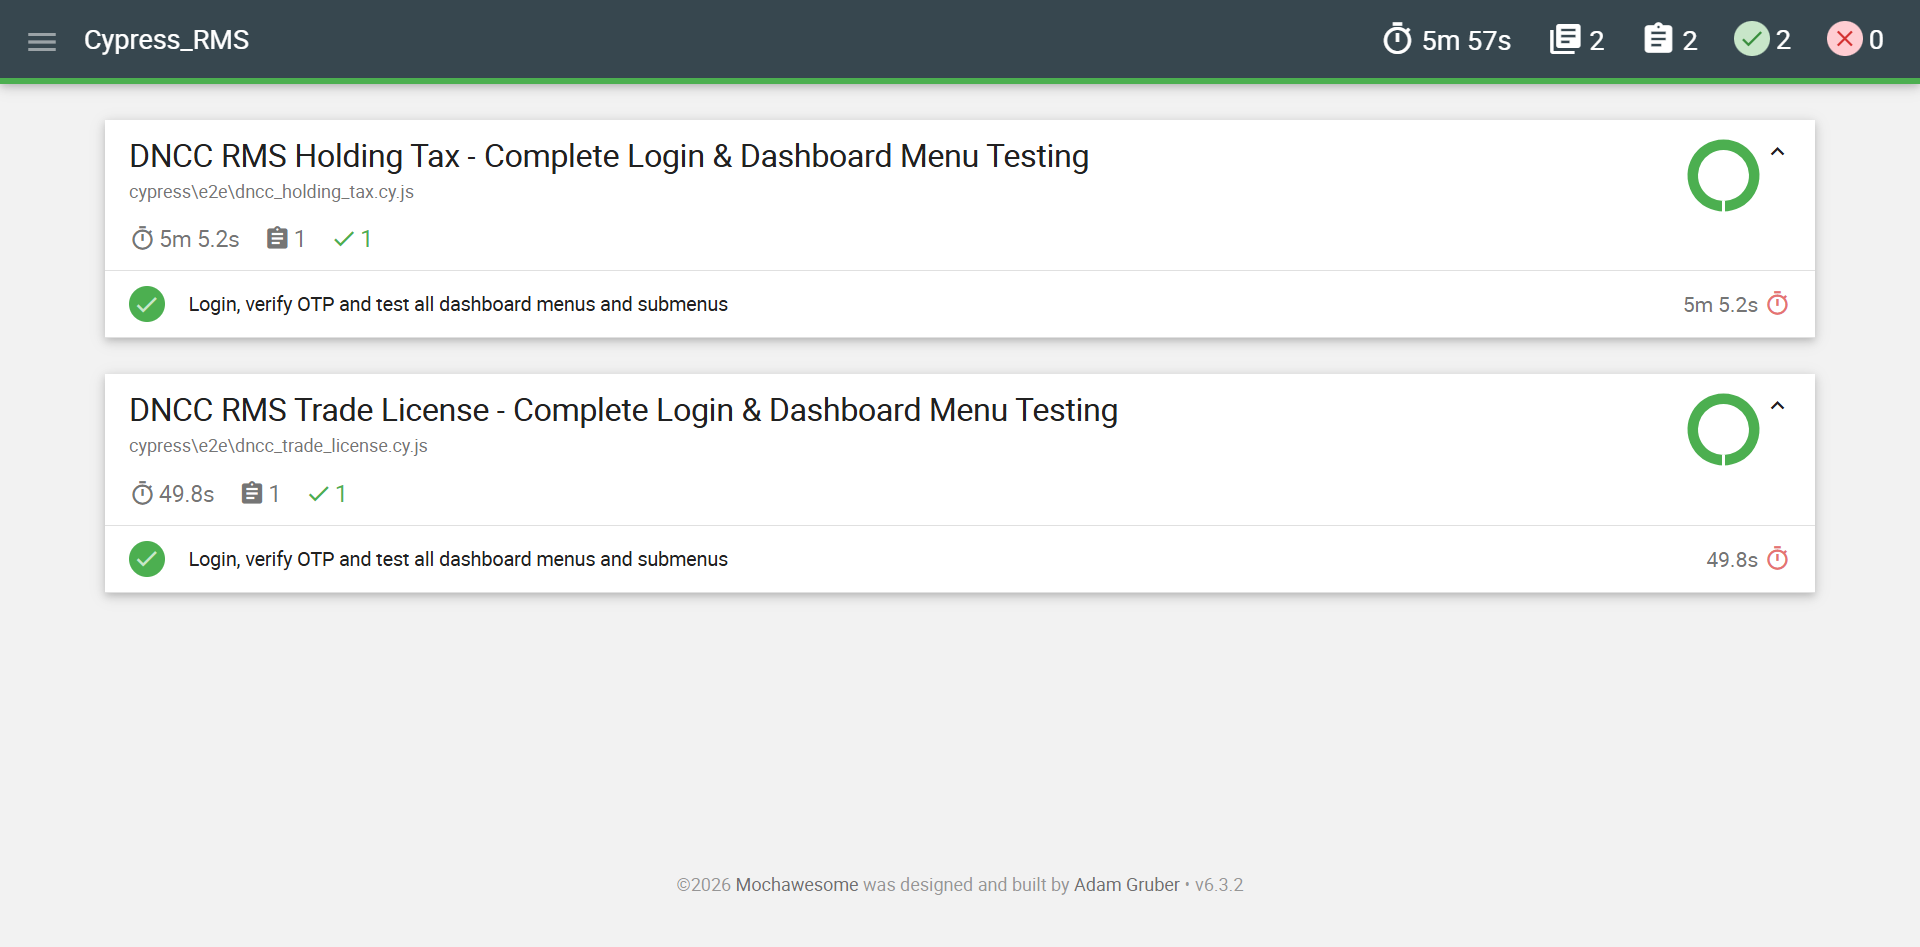 Cypress_RMS
5m 57s 2 2 2 0
DNCC RMS Holding Tax - Complete Login & Dashboard Menu Testing
cypress\e2e\dncc_holding_tax.cy.js
5m 5.2s 1 1
Login, verify OTP and test all dashboard menus and submenus
5m 5.2s
DNCC RMS Trade License - Complete Login & Dashboard Menu Testing
cypress\e2e\dncc_trade_license.cy.js
49.8s 1 1
Login, verify OTP and test all dashboard menus and submenus
49.8s
©2026 Mochawesome was designed and built by Adam Gruber • v6.3.2